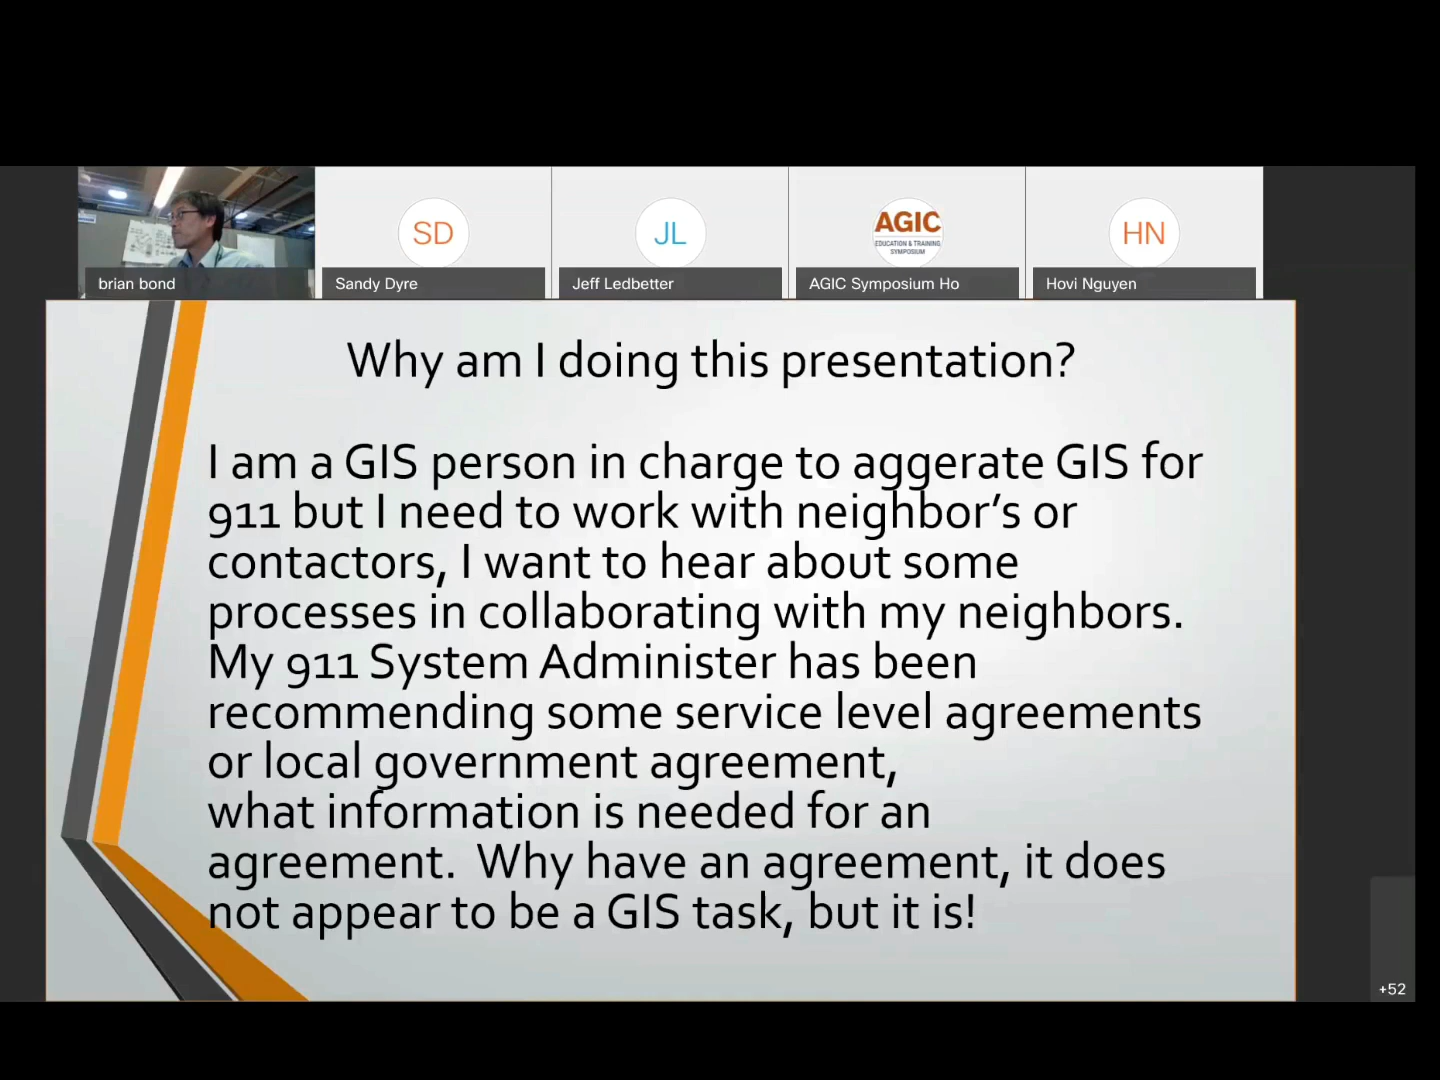 SD
JL
AGIC
EDUCATION & TRAINING
SYMPOSIUM
HN
brian bond
Sandy Dyre
Jeff Ledbetter
AGIC Symposium Ho
Hovi Nguyen
Why am I doing this presentation?
I am a GIS person in charge to aggerate GIS for
911 but I need to work with neighbor's or
contactors, I want to hear about some
processes in collaborating with my neighbors.
My 911 System Administer has been
recommending some service level agreements
or local government agreement,
what information is needed for an
agreement.  Why have an agreement, it does
not appear to be a GIS task, but it is!
+52